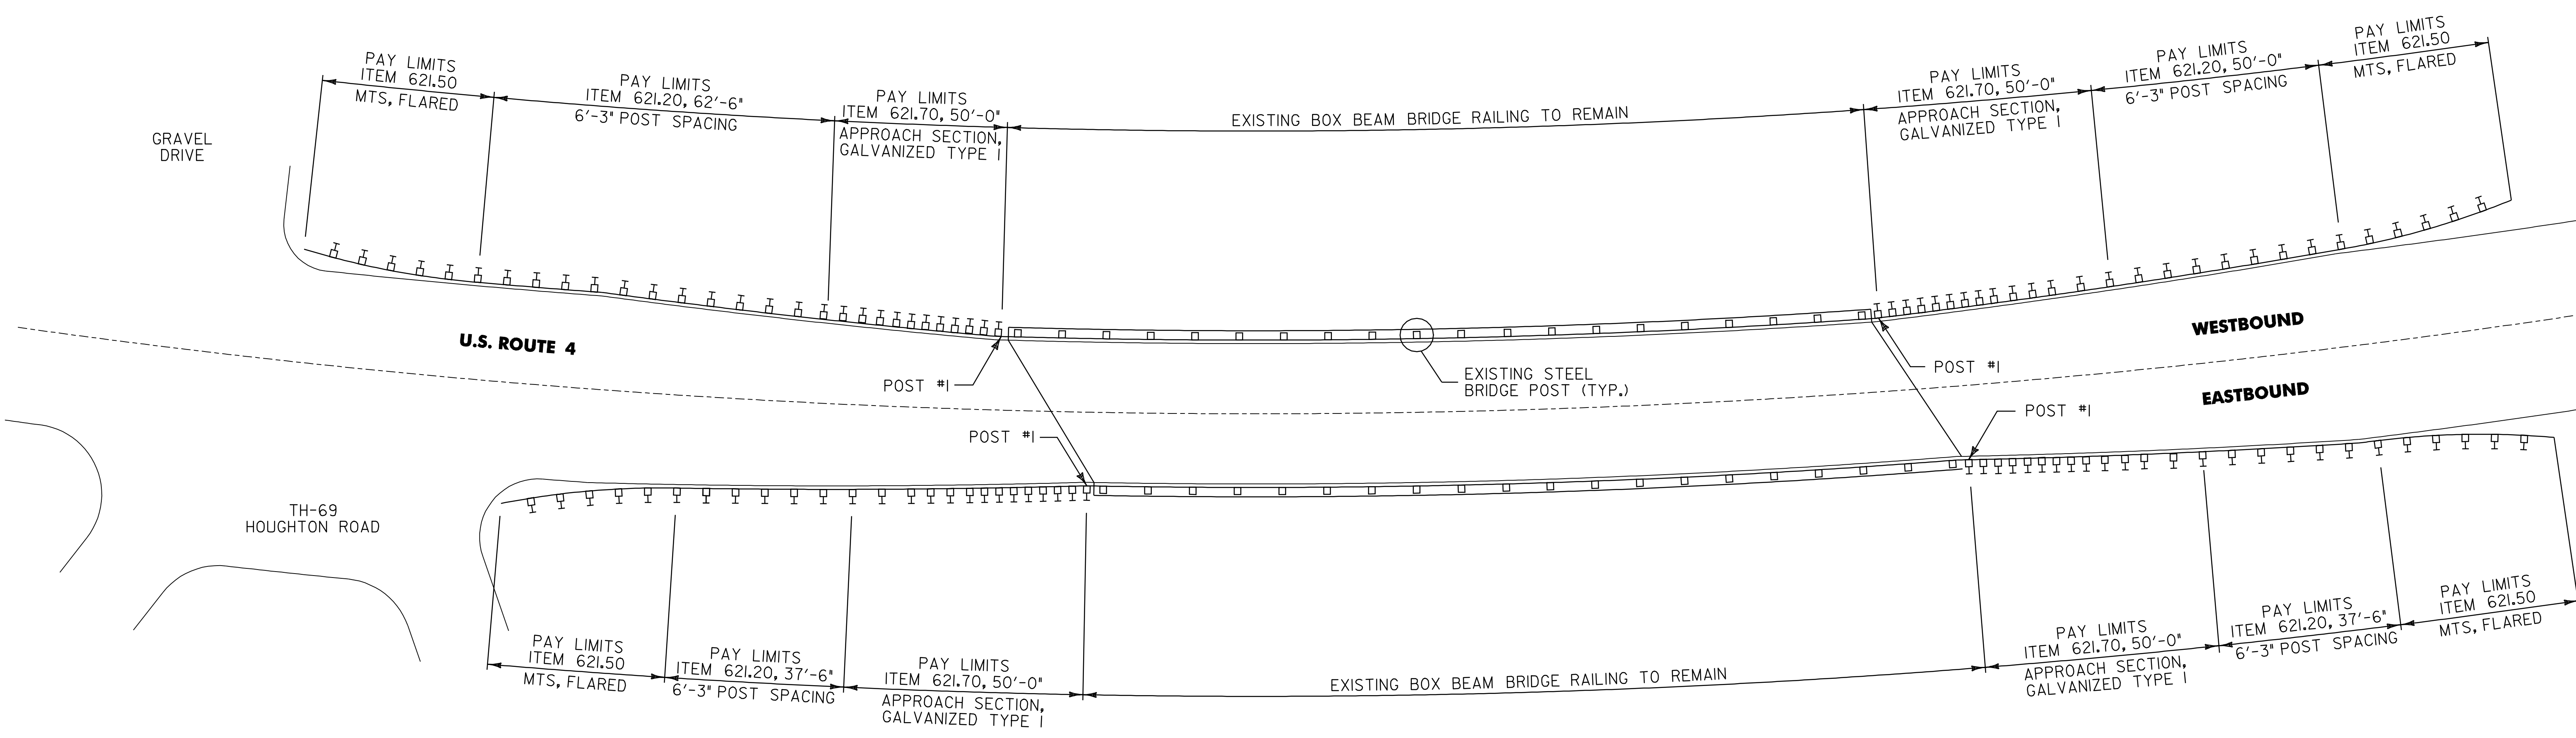 PAY LIMITS
ITEM 621.50
MTS, FLARED
PAY LIMITS
ITEM 621.20, 62'-6"
6'-3" POST SPACING
PAY LIMITS
ITEM 621.70, 50'-0"
APPROACH SECTION,
GALVANIZED TYPE I
EXISTING BOX BEAM BRIDGE RAILING TO REMAIN
PAY LIMITS
ITEM 621.70, 50'-0"
APPROACH SECTION,
GALVANIZED TYPE I
PAY LIMITS
ITEM 621.20, 50'-0"
6'-3" POST SPACING
PAY LIMITS
ITEM 621.50
MTS, FLARED
GRAVEL
DRIVE
U.S. ROUTE 4
POST #1
EXISTING STEEL
BRIDGE POST (TYP.)
POST #1
WESTBOUND
EASTBOUND
POST #1
POST #1
TH-69
HOUGHTON ROAD
PAY LIMITS
ITEM 621.50
MTS, FLARED
PAY LIMITS
ITEM 621.20, 37'-6"
6'-3" POST SPACING
PAY LIMITS
ITEM 621.70, 50'-0"
APPROACH SECTION,
GALVANIZED TYPE I
EXISTING BOX BEAM BRIDGE RAILING TO REMAIN
PAY LIMITS
ITEM 621.70, 50'-0"
APPROACH SECTION,
GALVANIZED TYPE I
PAY LIMITS
ITEM 621.20, 37'-6"
6'-3" POST SPACING
PAY LIMITS
ITEM 621.50
MTS, FLARED